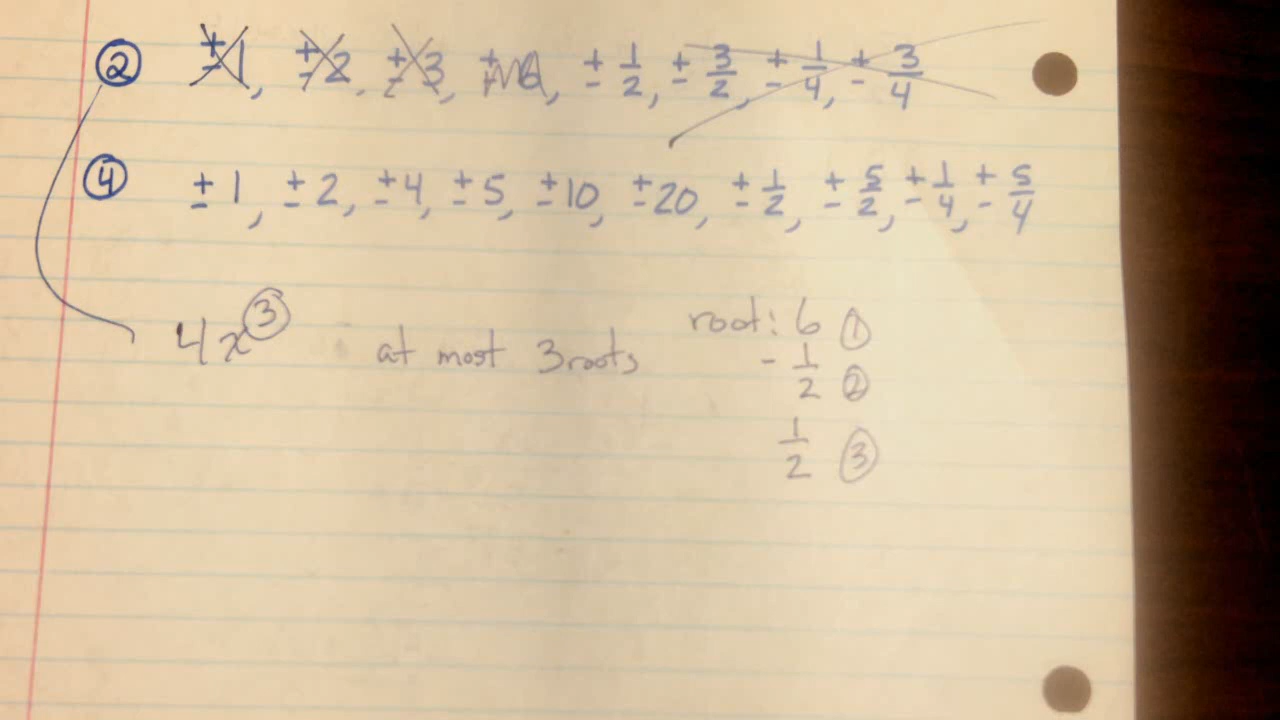 ② ± 1, ± 2, ± 3, ± 1/2, ± 3/2, ± 1/4, ± 3/4
④ ± 1, ± 2, ± 4, ± 5, ± 10, ± 20, ± 1/2, ± 5/2, ± 1/4, ± 5/4
4x³ at most 3 roots root: 6 ①
- 1/2 ②
1/2 ③